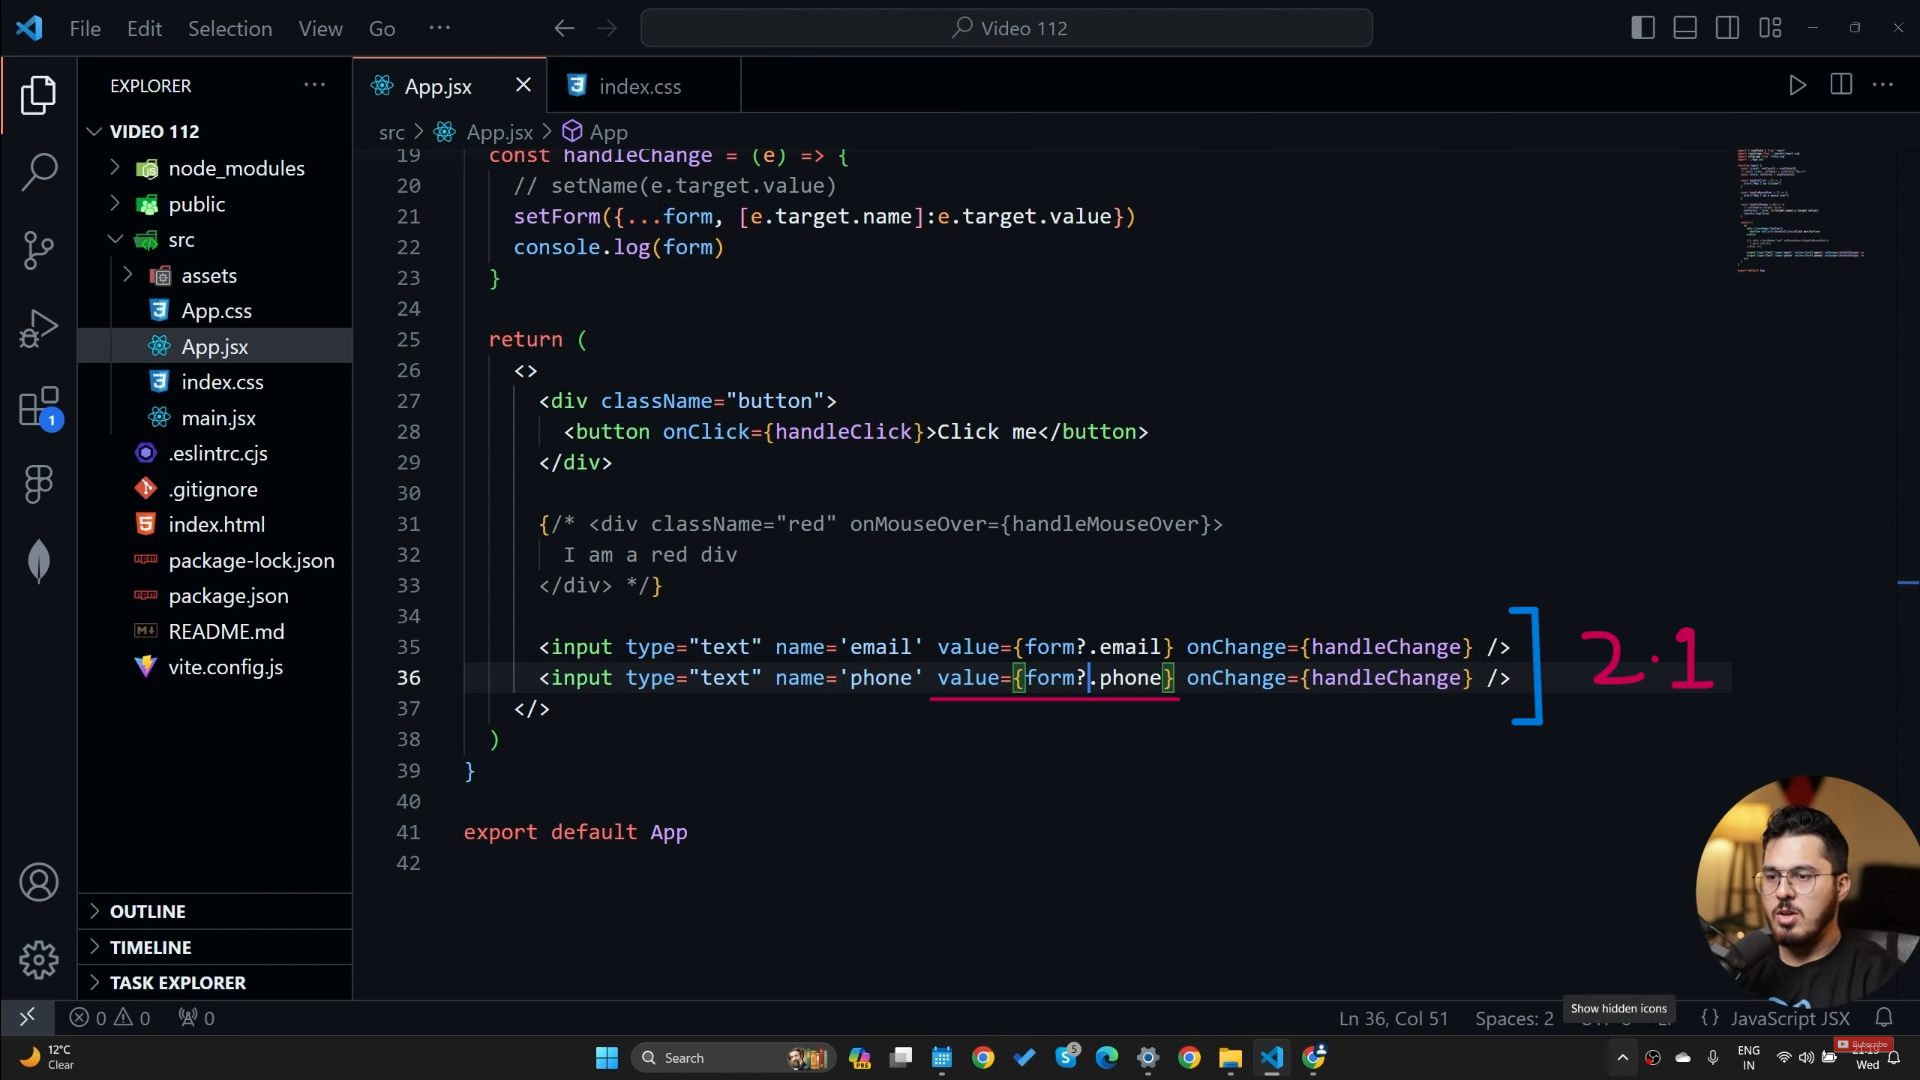 File Edit Selection View Go ···
Video 112
EXPLORER ···
App.jsx
index.css
VIDEO 112
src > App.jsx > App
node_modules
public
src
assets
App.css
App.jsx
index.css
main.jsx
.eslintrc.cjs
.gitignore
index.html
package-lock.json
package.json
README.md
vite.config.js
OUTLINE
TIMELINE
TASK EXPLORER
1
19 const handleChange = (e) => {
20 // setName(e.target.value)
21 setForm({...form, [e.target.name]:e.target.value})
22 console.log(form)
23 }
24
25 return (
26 <>
27 <div className="button">
28 <button onClick={handleClick}>Click me</button>
29 </div>
30
31 {/* <div className="red" onMouseOver={handleMouseOver}>
32 I am a red div
33 </div> */}
34
35 <input type="text" name='email' value={form?.email} onChange={handleChange} />
36 <input type="text" name='phone' value={form?.phone} onChange={handleChange} />
37 </>
38 )
39 }
40
41 export default App
42
2.1
Show hidden icons
0 0 0
Ln 36, Col 51 Spaces: 2 {} JavaScript JSX
12°C
Clear
Search
PRE
5
ENG
IN
Subscribe
Wed